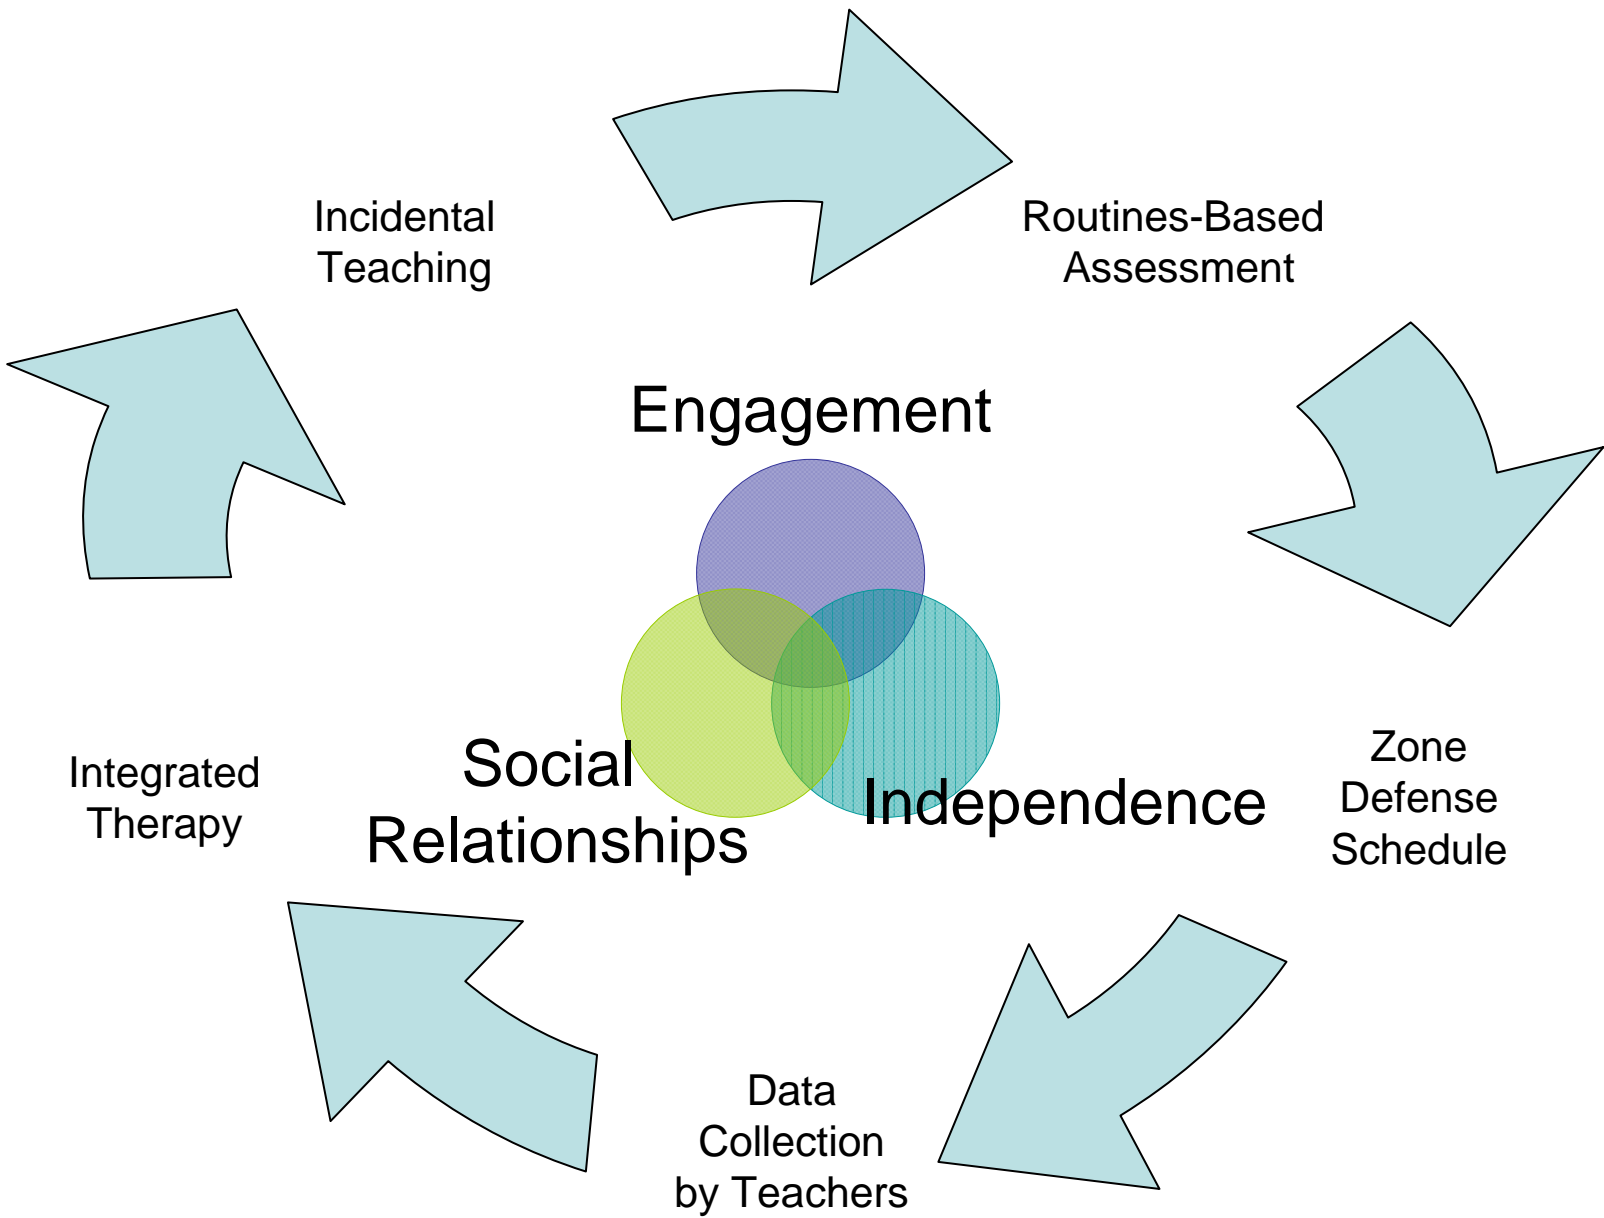 Incidental
Teaching
Routines-Based
Assessment
Engagement
Social
Relationships
Independence
Integrated
Therapy
Zone
Defense
Schedule
Data
Collection
by Teachers